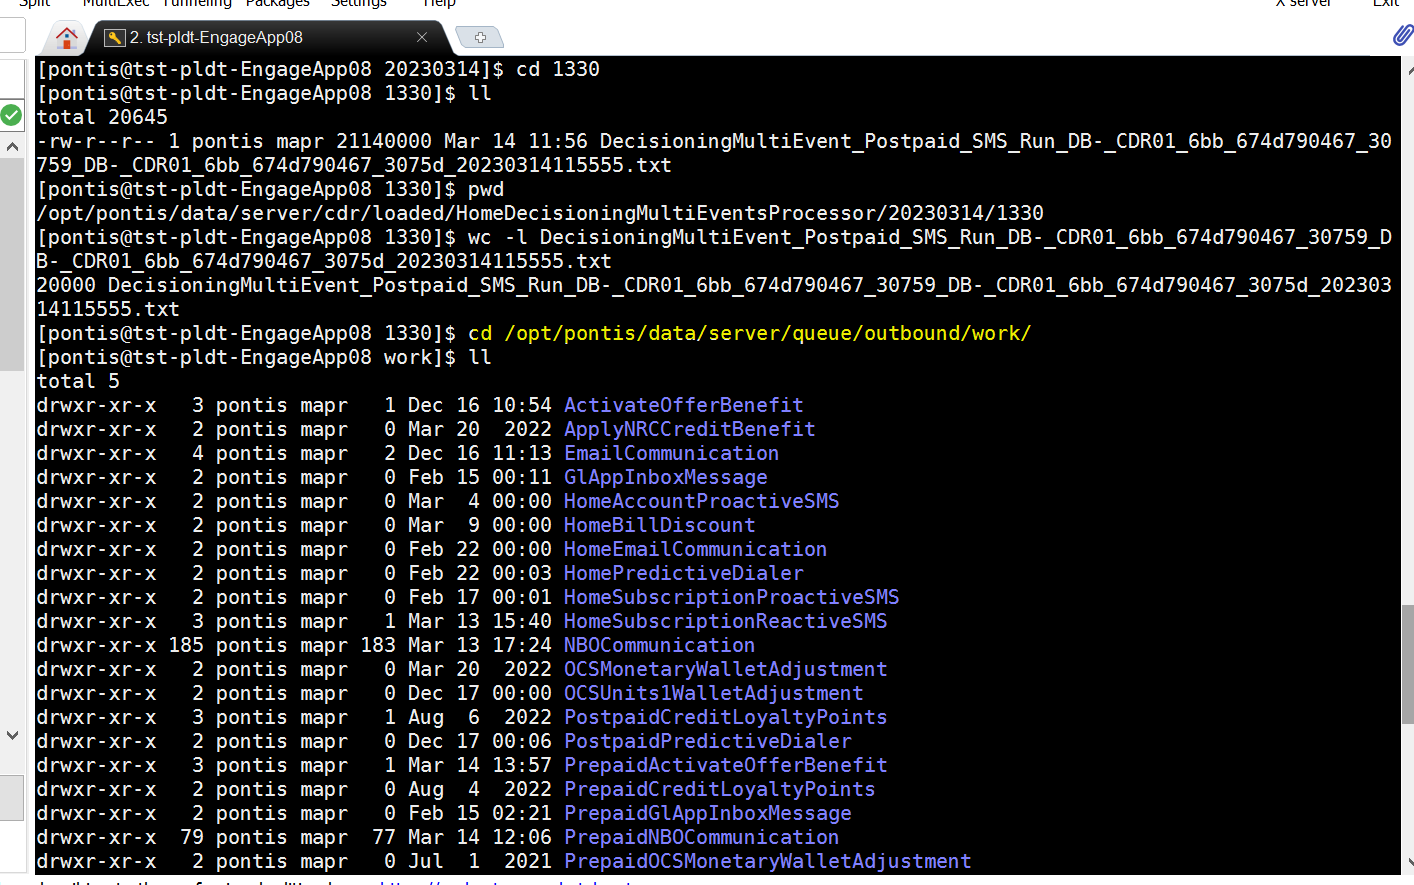 Split MultiExec Tunneling Packages Settings Help X server Exit
2. tst-pldt-EngageApp08
[pontis@tst-pldt-EngageApp08 20230314]$ cd 1330
[pontis@tst-pldt-EngageApp08 1330]$ ll
total 20645
-rw-r--r-- 1 pontis mapr 21140000 Mar 14 11:56 DecisioningMultiEvent_Postpaid_SMS_Run_DB-_CDR01_6bb_674d790467_30
759_DB-_CDR01_6bb_674d790467_3075d_20230314115555.txt
[pontis@tst-pldt-EngageApp08 1330]$ pwd
/opt/pontis/data/server/cdr/loaded/HomeDecisioningMultiEventsProcessor/20230314/1330
[pontis@tst-pldt-EngageApp08 1330]$ wc -l DecisioningMultiEvent_Postpaid_SMS_Run_DB-_CDR01_6bb_674d790467_30759_D
B-_CDR01_6bb_674d790467_3075d_20230314115555.txt
20000 DecisioningMultiEvent_Postpaid_SMS_Run_DB-_CDR01_6bb_674d790467_30759_DB-_CDR01_6bb_674d790467_3075d_202303
14115555.txt
[pontis@tst-pldt-EngageApp08 1330]$ cd /opt/pontis/data/server/queue/outbound/work/
[pontis@tst-pldt-EngageApp08 work]$ ll
total 5
drwxr-xr-x   3 pontis mapr   1 Dec 16 10:54 ActivateOfferBenefit
drwxr-xr-x   2 pontis mapr   0 Mar 20  2022 ApplyNRCCreditBenefit
drwxr-xr-x   4 pontis mapr   2 Dec 16 11:13 EmailCommunication
drwxr-xr-x   2 pontis mapr   0 Feb 15 00:11 GlAppInboxMessage
drwxr-xr-x   2 pontis mapr   0 Mar  4 00:00 HomeAccountProactiveSMS
drwxr-xr-x   2 pontis mapr   0 Mar  9 00:00 HomeBillDiscount
drwxr-xr-x   2 pontis mapr   0 Feb 22 00:00 HomeEmailCommunication
drwxr-xr-x   2 pontis mapr   0 Feb 22 00:03 HomePredictiveDialer
drwxr-xr-x   2 pontis mapr   0 Feb 17 00:01 HomeSubscriptionProactiveSMS
drwxr-xr-x   3 pontis mapr   1 Mar 13 15:40 HomeSubscriptionReactiveSMS
drwxr-xr-x 185 pontis mapr 183 Mar 13 17:24 NBOCommunication
drwxr-xr-x   2 pontis mapr   0 Mar 20  2022 OCSMonetaryWalletAdjustment
drwxr-xr-x   2 pontis mapr   0 Dec 17 00:00 OCSUnits1WalletAdjustment
drwxr-xr-x   3 pontis mapr   1 Aug  6  2022 PostpaidCreditLoyaltyPoints
drwxr-xr-x   2 pontis mapr   0 Dec 17 00:06 PostpaidPredictiveDialer
drwxr-xr-x   3 pontis mapr   1 Mar 14 13:57 PrepaidActivateOfferBenefit
drwxr-xr-x   2 pontis mapr   0 Aug  4  2022 PrepaidCreditLoyaltyPoints
drwxr-xr-x   2 pontis mapr   0 Feb 15 02:21 PrepaidGlAppInboxMessage
drwxr-xr-x  79 pontis mapr  77 Mar 14 12:06 PrepaidNBOCommunication
drwxr-xr-x   2 pontis mapr   0 Jul  1  2021 PrepaidOCSMonetaryWalletAdjustment